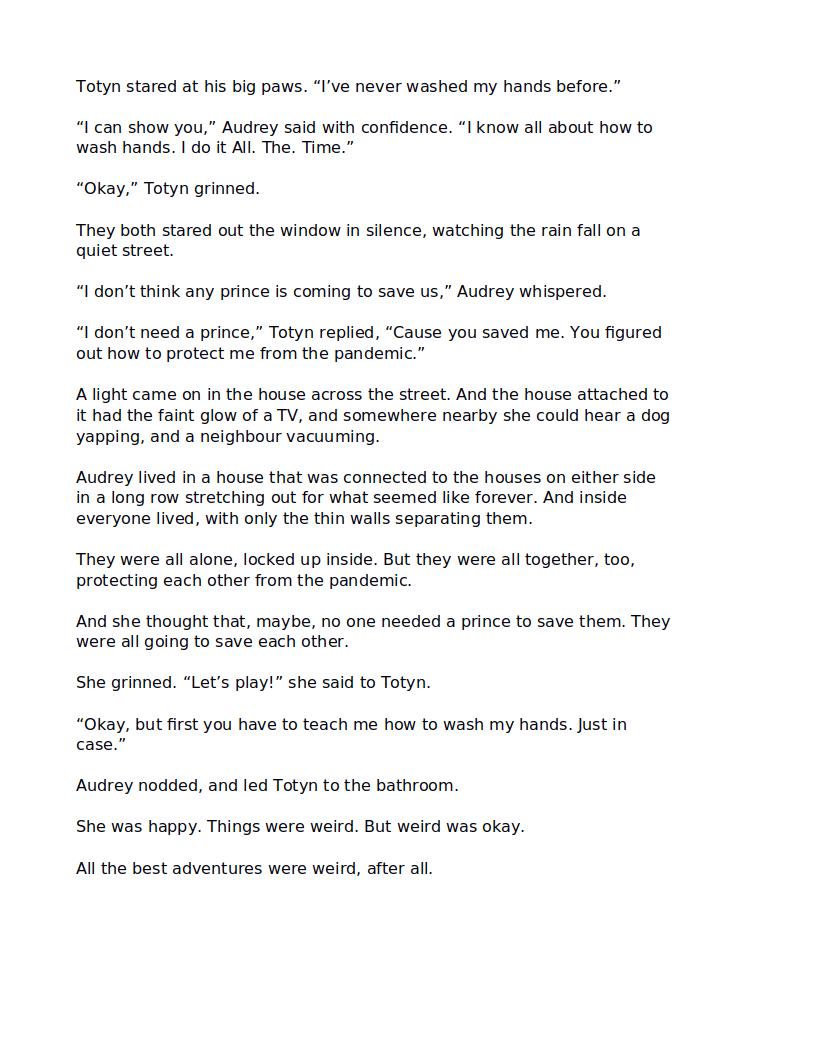 Totyn stared at his big paws. “I’ve never washed my hands before.”
“I can show you,” Audrey said with confidence. “I know all about how to
wash hands. I do it All. The. Time.”
“Okay,” Totyn grinned.
They both stared out the window in silence, watching the rain fall on a
quiet street.
“I don’t think any prince is coming to save us,” Audrey whispered.
“I don’t need a prince,” Totyn replied, “Cause you saved me. You figured
out how to protect me from the pandemic.”
A light came on in the house across the street. And the house attached to
it had the faint glow of a TV, and somewhere nearby she could hear a dog
yapping, and a neighbour vacuuming.
Audrey lived in a house that was connected to the houses on either side
in a long row stretching out for what seemed like forever. And inside
everyone lived, with only the thin walls separating them.
They were all alone, locked up inside. But they were all together, too,
protecting each other from the pandemic.
And she thought that, maybe, no one needed a prince to save them. They
were all going to save each other.
She grinned. “Let’s play!” she said to Totyn.
“Okay, but first you have to teach me how to wash my hands. Just in
case.”
Audrey nodded, and led Totyn to the bathroom.
She was happy. Things were weird. But weird was okay.
All the best adventures were weird, after all.